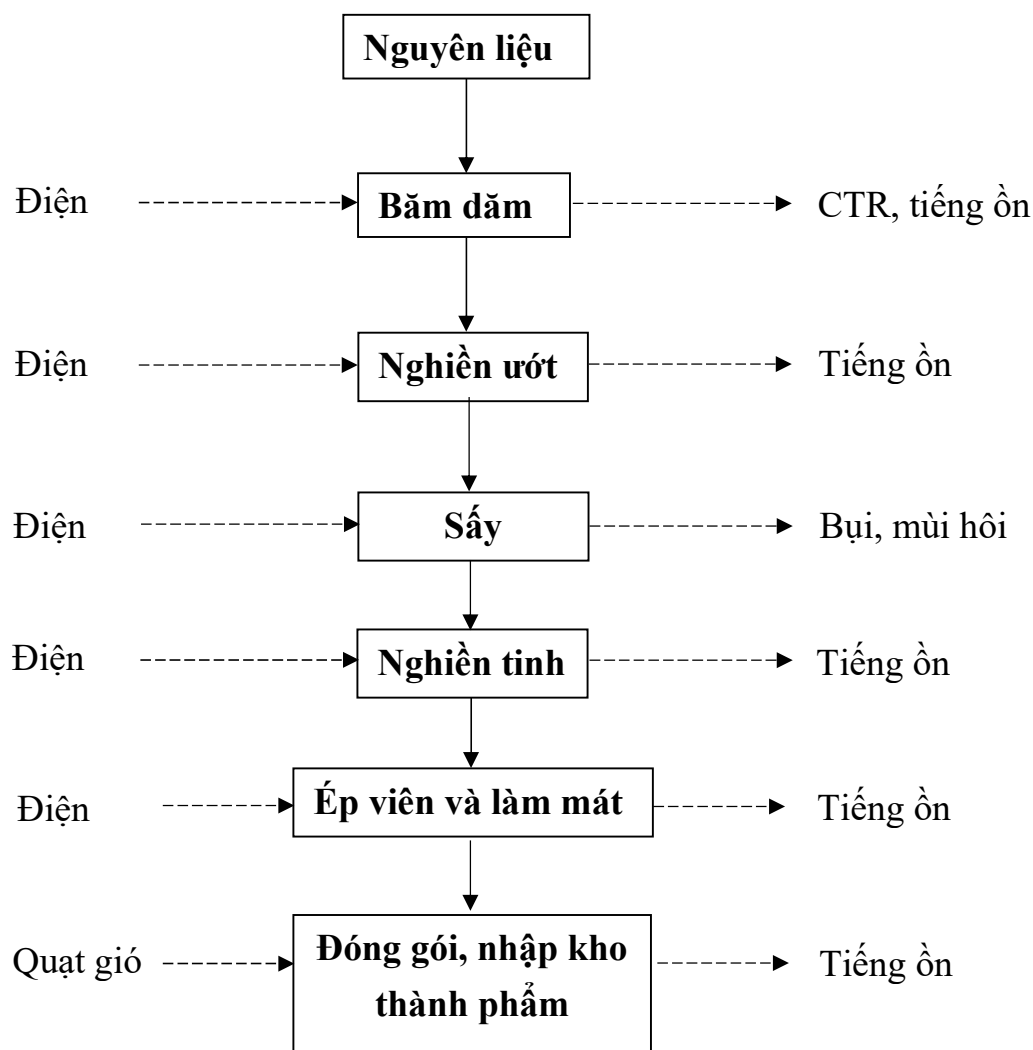 Nguyên liệu
Điện
Băm dăm
CTR, tiếng ồn
Điện
Nghiền ướt
Tiếng ồn
Điện
Sấy
Bụi, mùi hôi
Điện
Nghiền tinh
Tiếng ồn
Điện
Ép viên và làm mát
Tiếng ồn
Quạt gió
Đóng gói, nhập kho
thành phẩm
Tiếng ồn